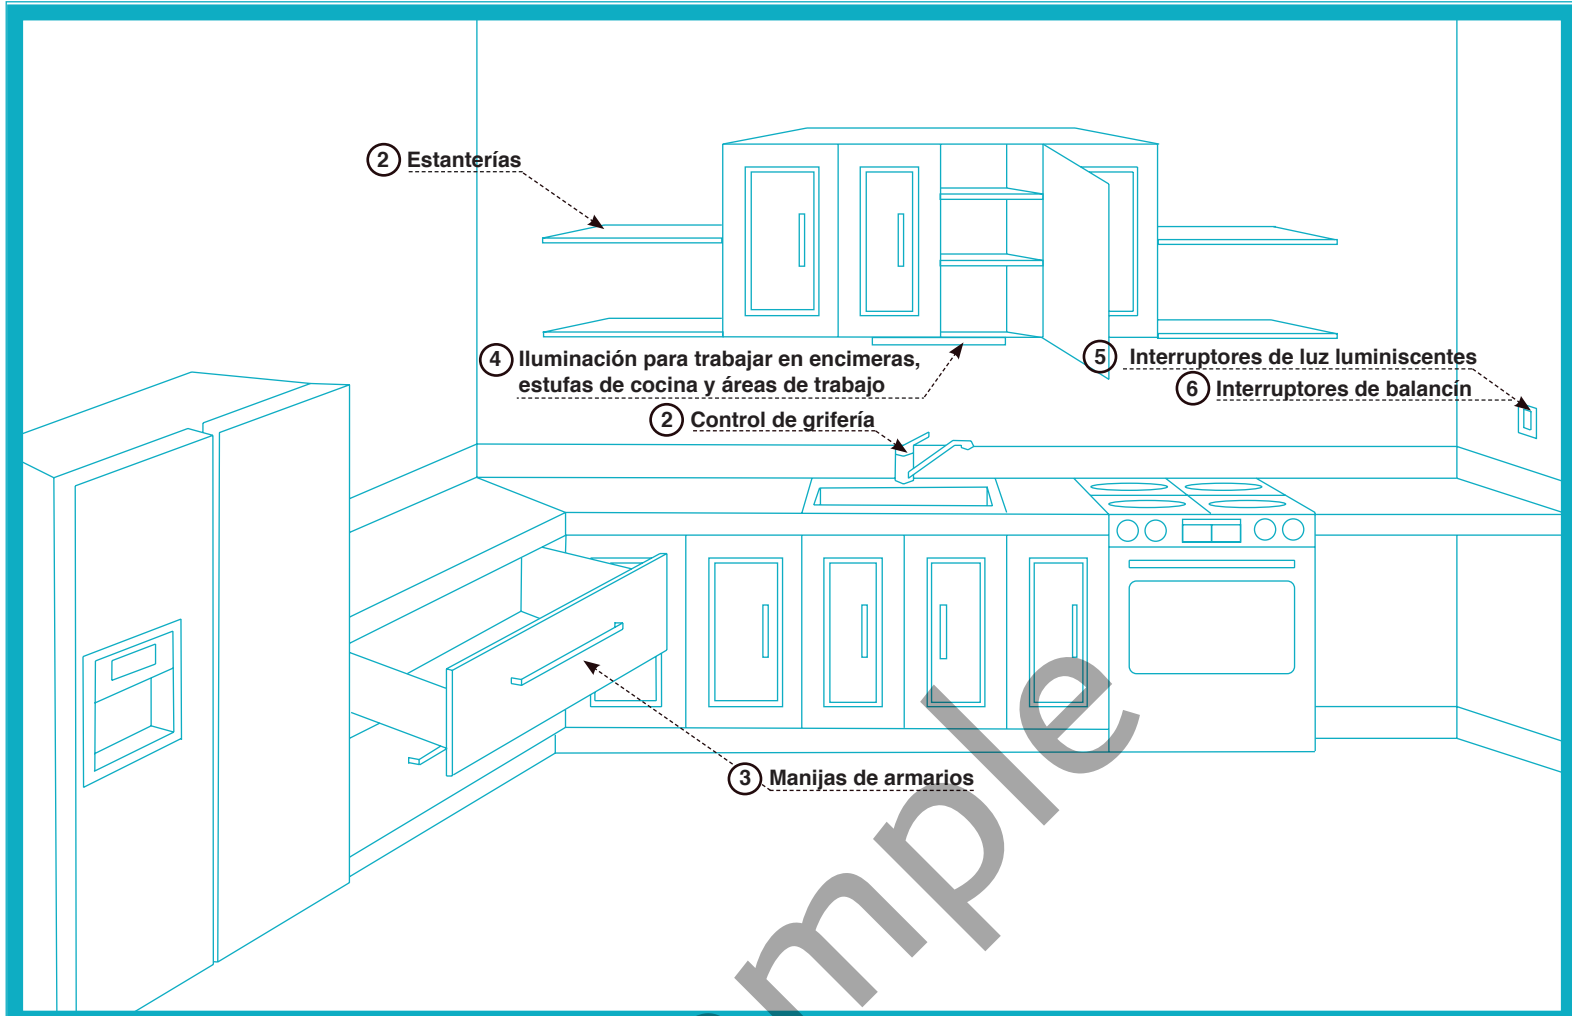 2 Estanterías
4 Iluminación para trabajar en encimeras,
estufas de cocina y áreas de trabajo
5 Interruptores de luz luminiscentes
6 Interruptores de balancín
2 Control de grifería
3 Manijas de armarios
mple